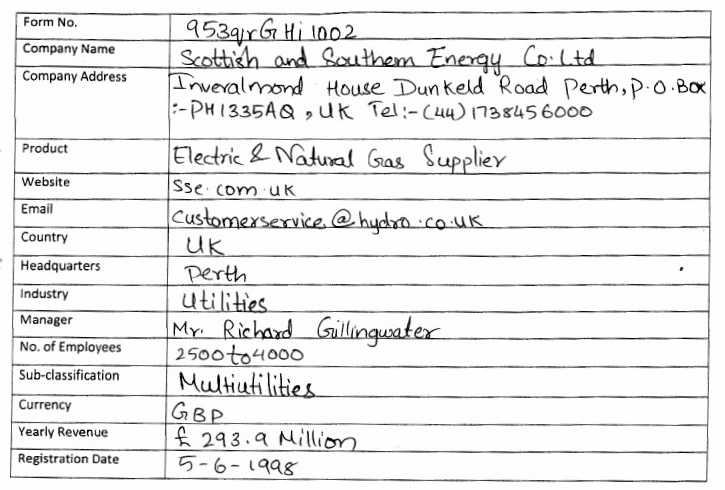 Form No. 953qrGHi1002
Company Name Scottish and Southern Energy Co. Ltd
Company Address Inveralmond House Dunkeld Road Perth, P.O.Box
:-PH1335AQ, UK Tel:-(44)1738456000
Product Electric & Natural Gas Supplier
Website sse.com.uk
Email Customerservice@hydro.co.uk
Country UK
Headquarters Perth
Industry Utilities
Manager Mr. Richard Gillingwater
No. of Employees 2500to4000
Sub-classification Multiutilities
Currency GBP
Yearly Revenue £ 293.9 Million
Registration Date 5-6-1998